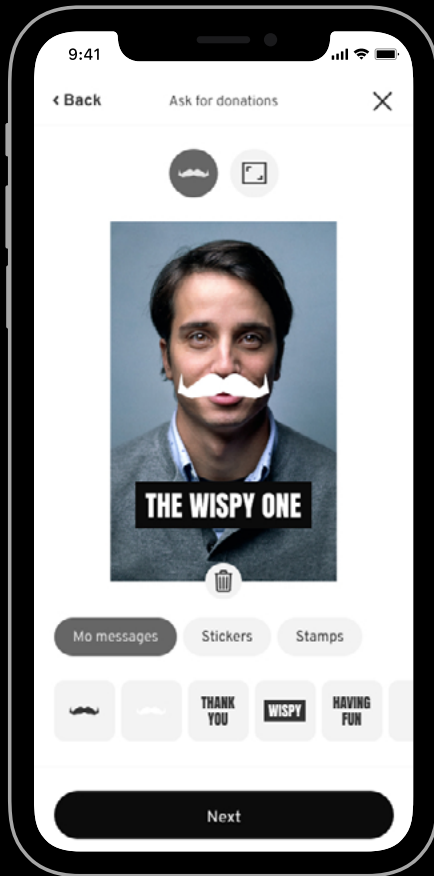 9:41
Back
Ask for donations
THE WISPY ONE
Mo messages
Stickers
Stamps
THANK
YOU
WISPY
HAVING
FUN
Next